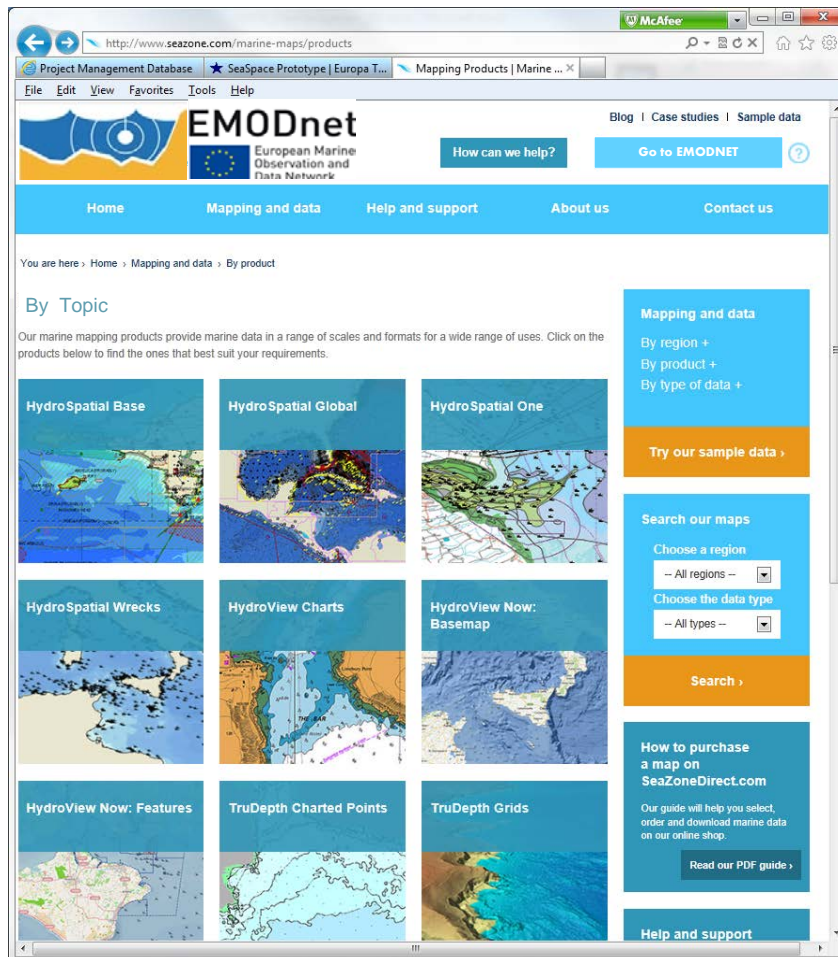 McAfee
http://www.seazone.com/marine-maps/products
Project Management Database
SeaSpace Prototype | Europa T...
Mapping Products | Marine ...
File Edit View Favorites Tools Help
EMODnet
European Marine
Observation and
Data Network
Blog | Case studies | Sample data
How can we help?
Go to EMODNET
?
Home
Mapping and data
Help and support
About us
Contact us
You are here › Home › Mapping and data › By product
By Topic
Our marine mapping products provide marine data in a range of scales and formats for a wide range of uses. Click on the
products below to find the ones that best suit your requirements.
HydroSpatial Base
HydroSpatial Global
HydroSpatial One
HydroSpatial Wrecks
HydroView Charts
THE BAR
HydroView Now:
Basemap
HydroView Now: Features
TruDepth Charted Points
TruDepth Grids
Mapping and data
By region +
By product +
By type of data +
Try our sample data ›
Search our maps
Choose a region
-- All regions --
Choose the data type
-- All types --
Search ›
How to purchase
a map on
SeaZoneDirect.com
Our guide will help you select,
order and download marine data
on our online shop.
Read our PDF guide ›
Help and support